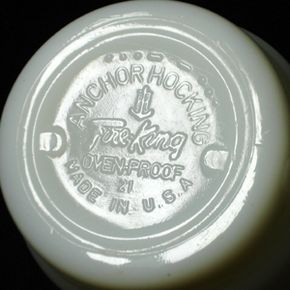 ANCHOR HOCKING
Fire-King
OVEN-PROOF
21
MADE IN U.S.A